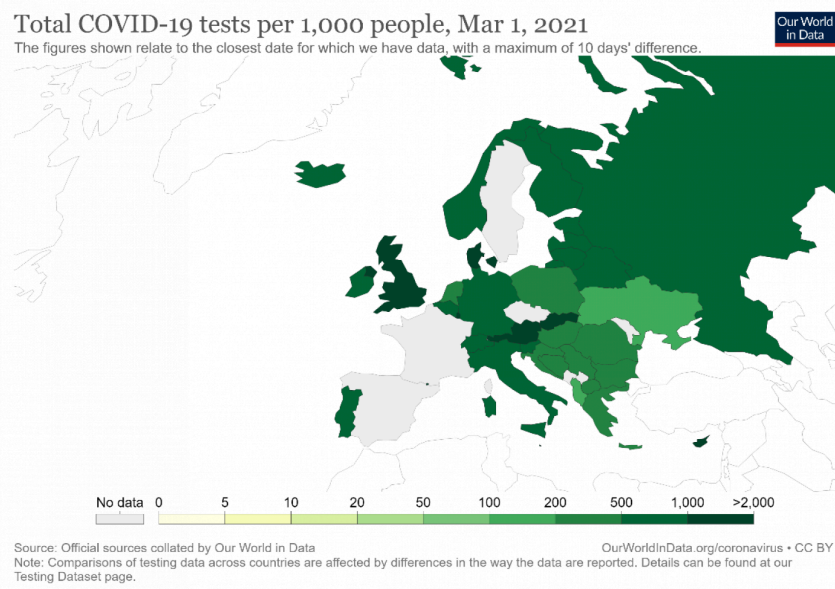 Total COVID-19 tests per 1,000 people, Mar 1, 2021
Our World
in Data
The figures shown relate to the closest date for which we have data, with a maximum of 10 days' difference.
No data 0 5 10 20 50 100 200 500 1,000 >2,000
Source: Official sources collated by Our World in Data
OurWorldInData.org/coronavirus • CC BY
Note: Comparisons of testing data across countries are affected by differences in the way the data are reported. Details can be found at our
Testing Dataset page.